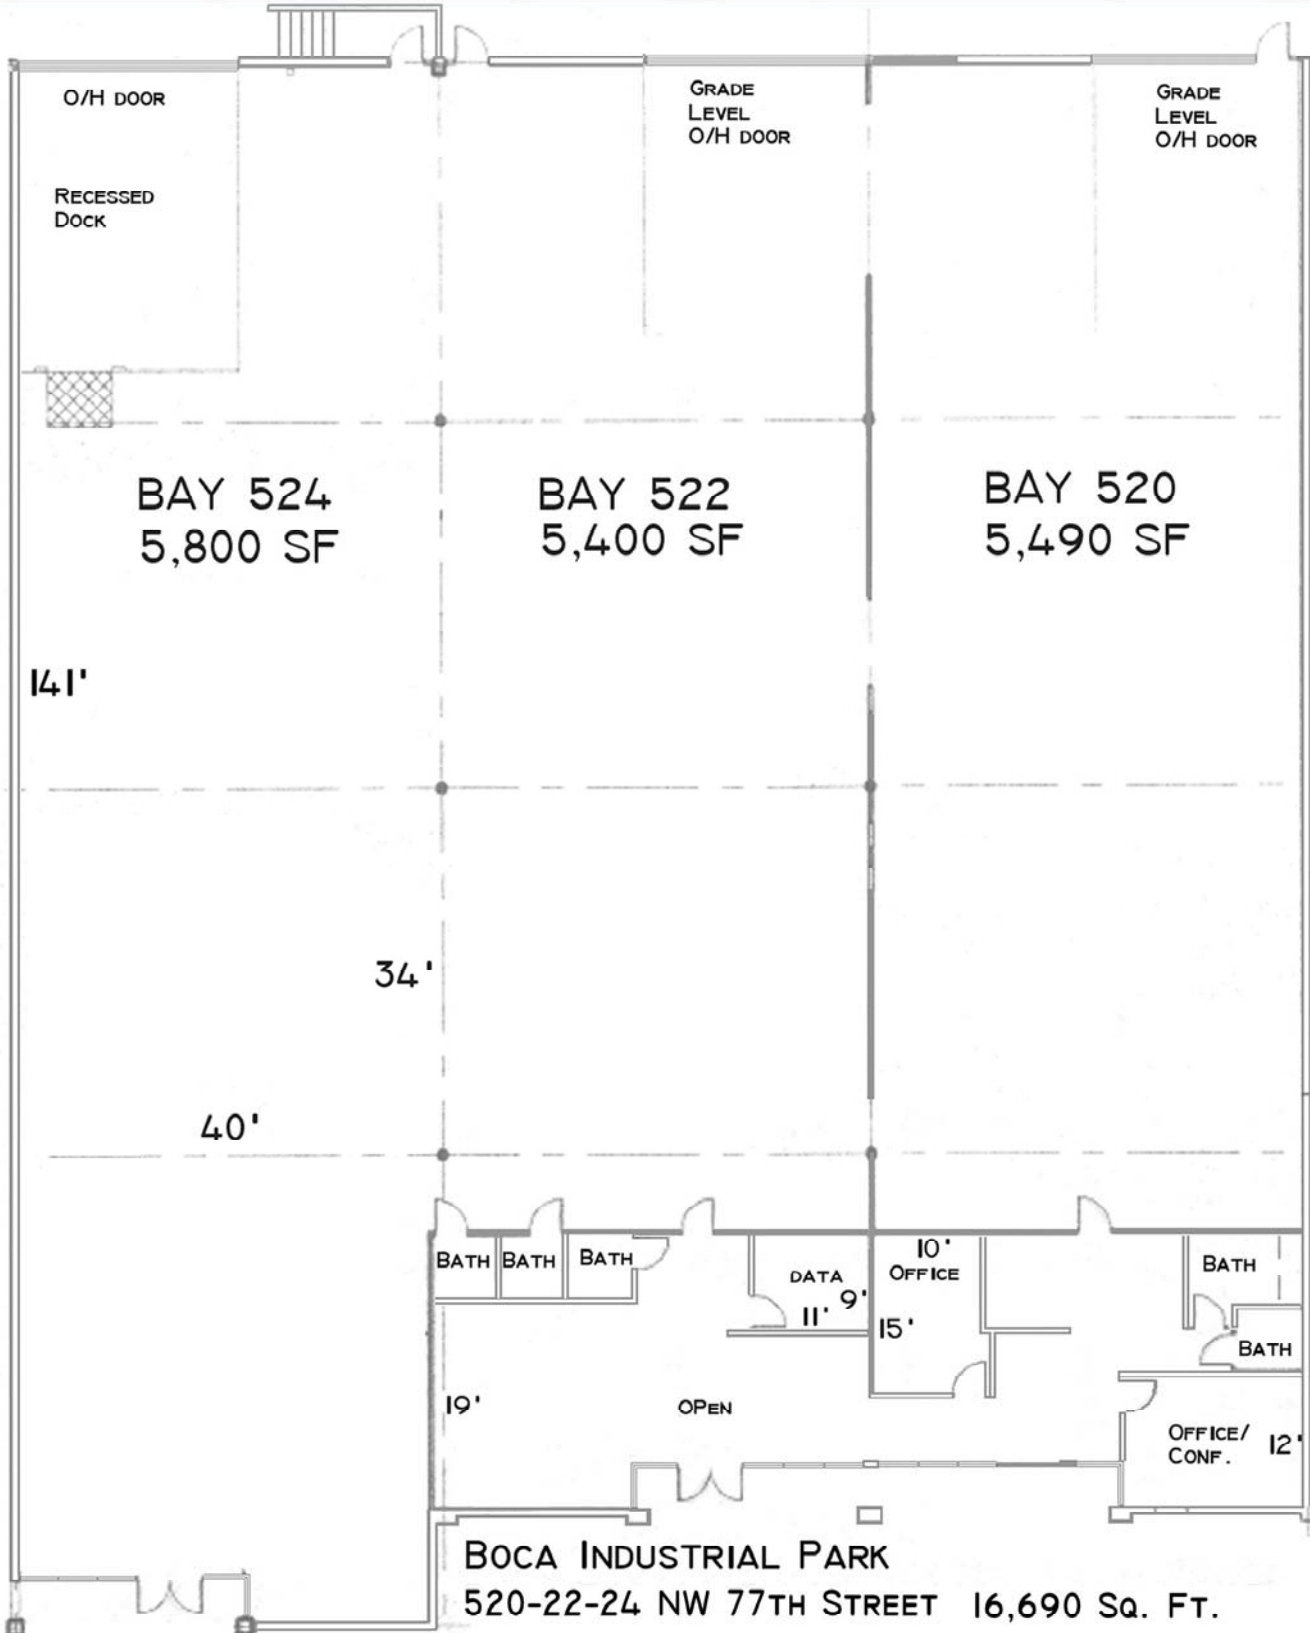 O/H DOOR
GRADE
LEVEL
O/H DOOR
GRADE
LEVEL
O/H DOOR
RECESSED
DOCK
BAY 524
5,800 SF
BAY 522
5,400 SF
BAY 520
5,490 SF
141'
34'
40'
BATH
BATH
BATH
DATA
9'
11'
10'
OFFICE
15'
BATH
BATH
19'
OPEN
OFFICE/
CONF.
12'
BOCA INDUSTRIAL PARK
520-22-24 NW 77TH STREET 16,690 SQ. FT.